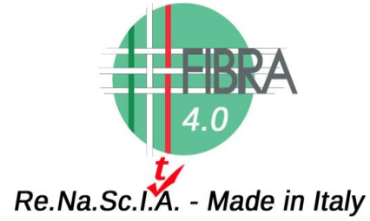 FIBRA
4.0
t
Re.Na.Sc.I.A. - Made in Italy